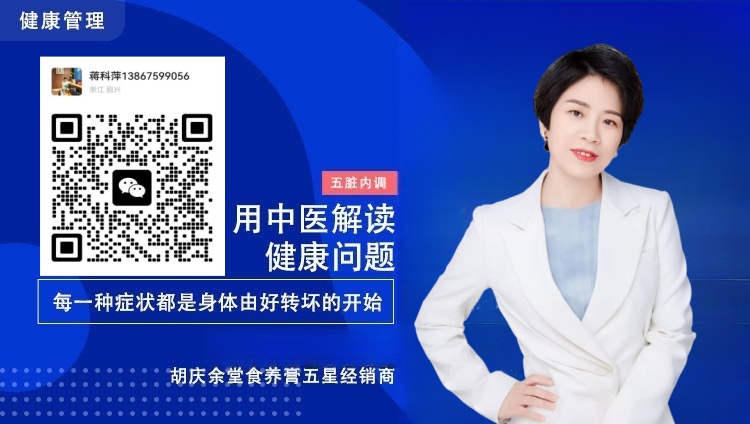 健康管理
蒋科萍13867599056
浙江 绍兴
五脏内调
用中医解读
健康问题
每一种症状都是身体由好转坏的开始
胡庆余堂食养膏五星经销商